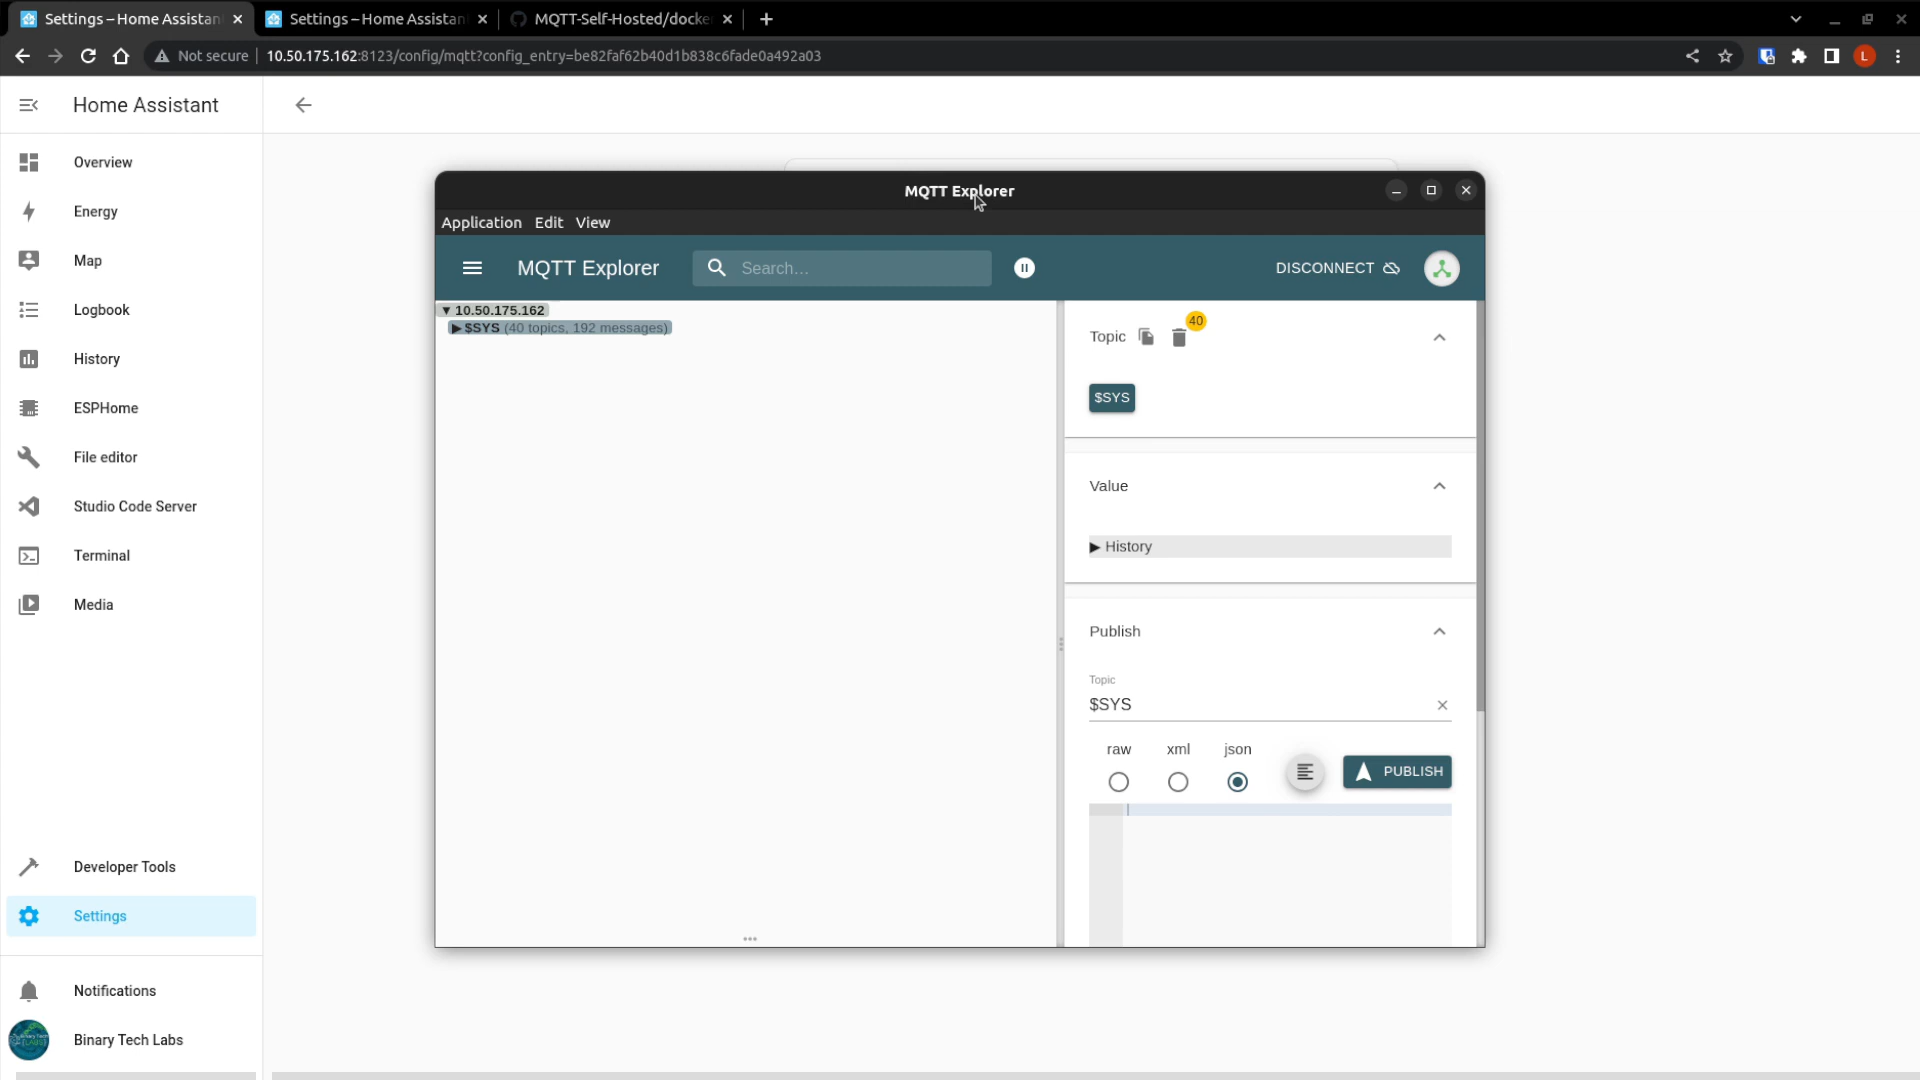 Settings – Home Assistan
Settings – Home Assistan
MQTT-Self-Hosted/docke
Not secure
10.50.175.162:8123/config/mqtt?config_entry=be82faf62b40d1b838c6fade0a492a03
L
Home Assistant
Overview
Energy
Map
Logbook
History
ESPHome
File editor
Studio Code Server
Terminal
Media
Developer Tools
Settings
Notifications
Binary Tech Labs
MQTT Explorer
Application Edit View
MQTT Explorer
Search...
DISCONNECT
▼ 10.50.175.162
▶ $SYS (40 topics, 192 messages)
Topic
40
$SYS
Value
▶ History
Publish
Topic
$SYS
raw xml json
PUBLISH